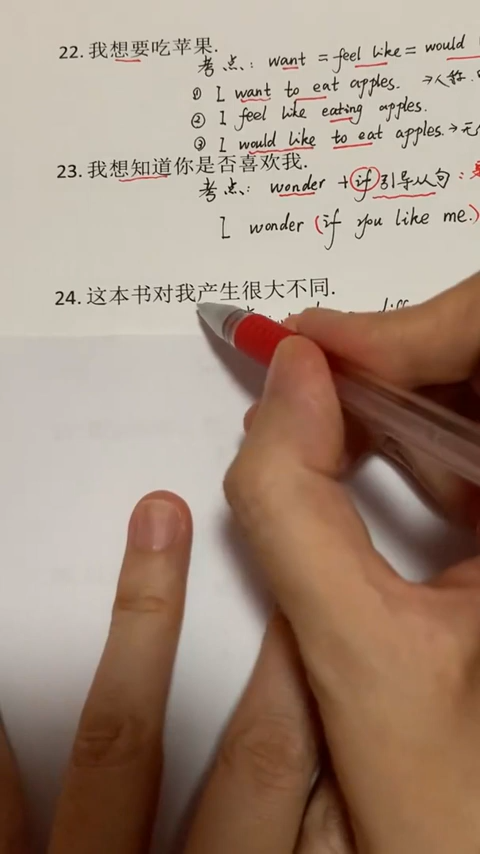 22. 我想要吃苹果.
考点: want = feel like = would
① I want to eat apples. → 人称.
② I feel like eating apples.
③ I would like to eat apples. → 无
23. 我想知道你是否喜欢我.
考点: wonder + if 引导从句:
I wonder (if you like me.)
24. 这本书对我产生很大不同.